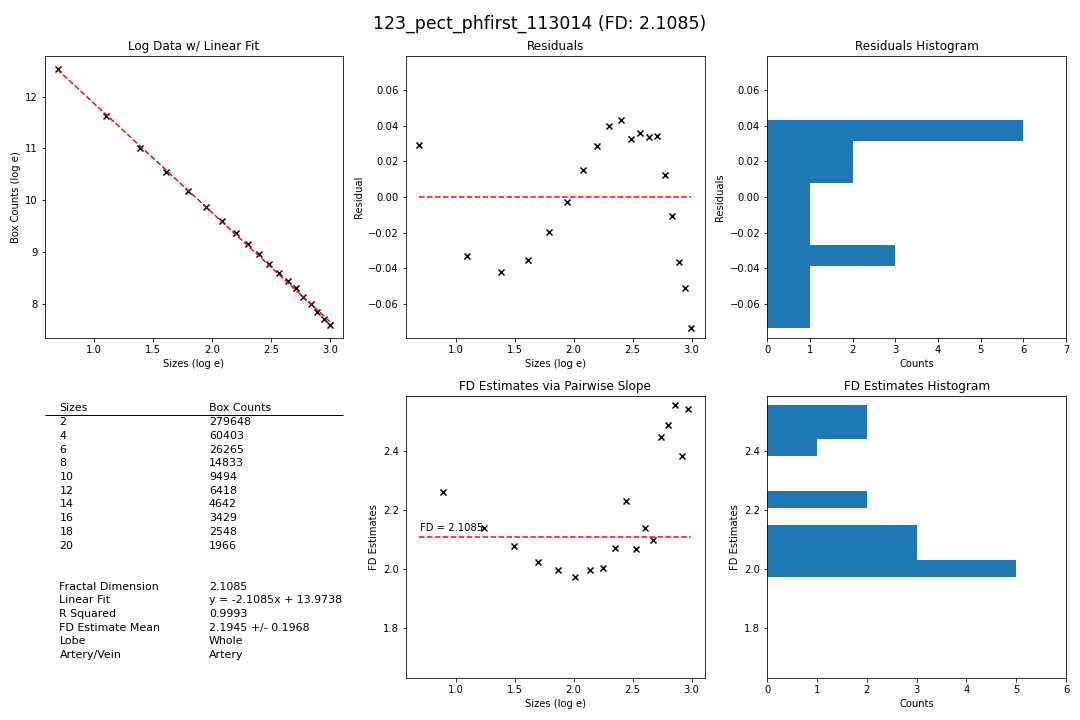 123_pect_phfirst_113014 (FD: 2.1085)
Log Data w/ Linear Fit
Box Counts (log e)
12
11
10
9
8
1.0 1.5 2.0 2.5 3.0
Sizes (log e)
Residuals
Residual
0.06
0.04
0.02
0.00
−0.02
−0.04
−0.06
1.0 1.5 2.0 2.5 3.0
Sizes (log e)
Residuals Histogram
Residuals
0.06
0.04
0.02
0.00
−0.02
−0.04
−0.06
0 1 2 3 4 5 6 7
Counts
Sizes Box Counts
2 279648
4 60403
6 26265
8 14833
10 9494
12 6418
14 4642
16 3429
18 2548
20 1966
Fractal Dimension 2.1085
Linear Fit y = -2.1085x + 13.9738
R Squared 0.9993
FD Estimate Mean 2.1945 +/- 0.1968
Lobe Whole
Artery/Vein Artery
FD Estimates via Pairwise Slope
FD Estimates
2.4
2.2
2.0
1.8
FD = 2.1085
1.0 1.5 2.0 2.5 3.0
Sizes (log e)
FD Estimates Histogram
FD Estimates
2.4
2.2
2.0
1.8
0 1 2 3 4 5 6
Counts